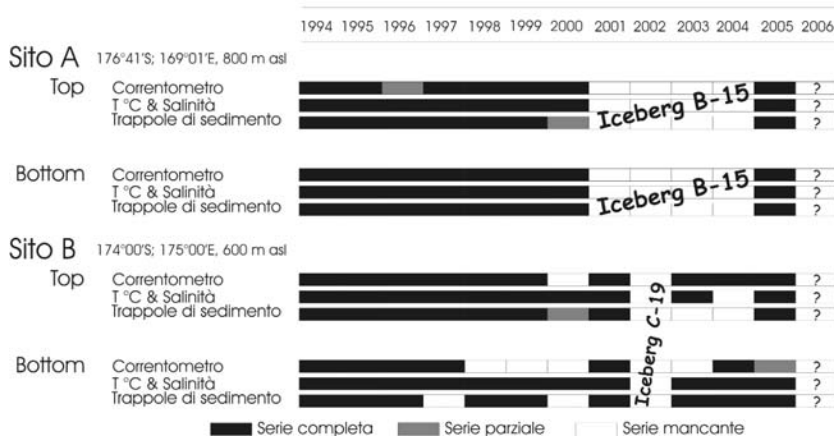 1994 1995 1996 1997 1998 1999 2000 2001 2002 2003 2004 2005 2006
Sito A 176°41'S; 169°01'E, 800 m asl
Top Correntometro ?
T °C & Salinità ?
Trappole di sedimento ?
Iceberg B-15
Bottom Correntometro ?
T °C & Salinità ?
Trappole di sedimento ?
Iceberg B-15
Sito B 174°00'S; 175°00'E, 600 m asl
Top Correntometro ?
T °C & Salinità ?
Trappole di sedimento ?
Iceberg C-19
Bottom Correntometro ?
T °C & Salinità ?
Trappole di sedimento ?
Serie completa Serie parziale Serie mancante